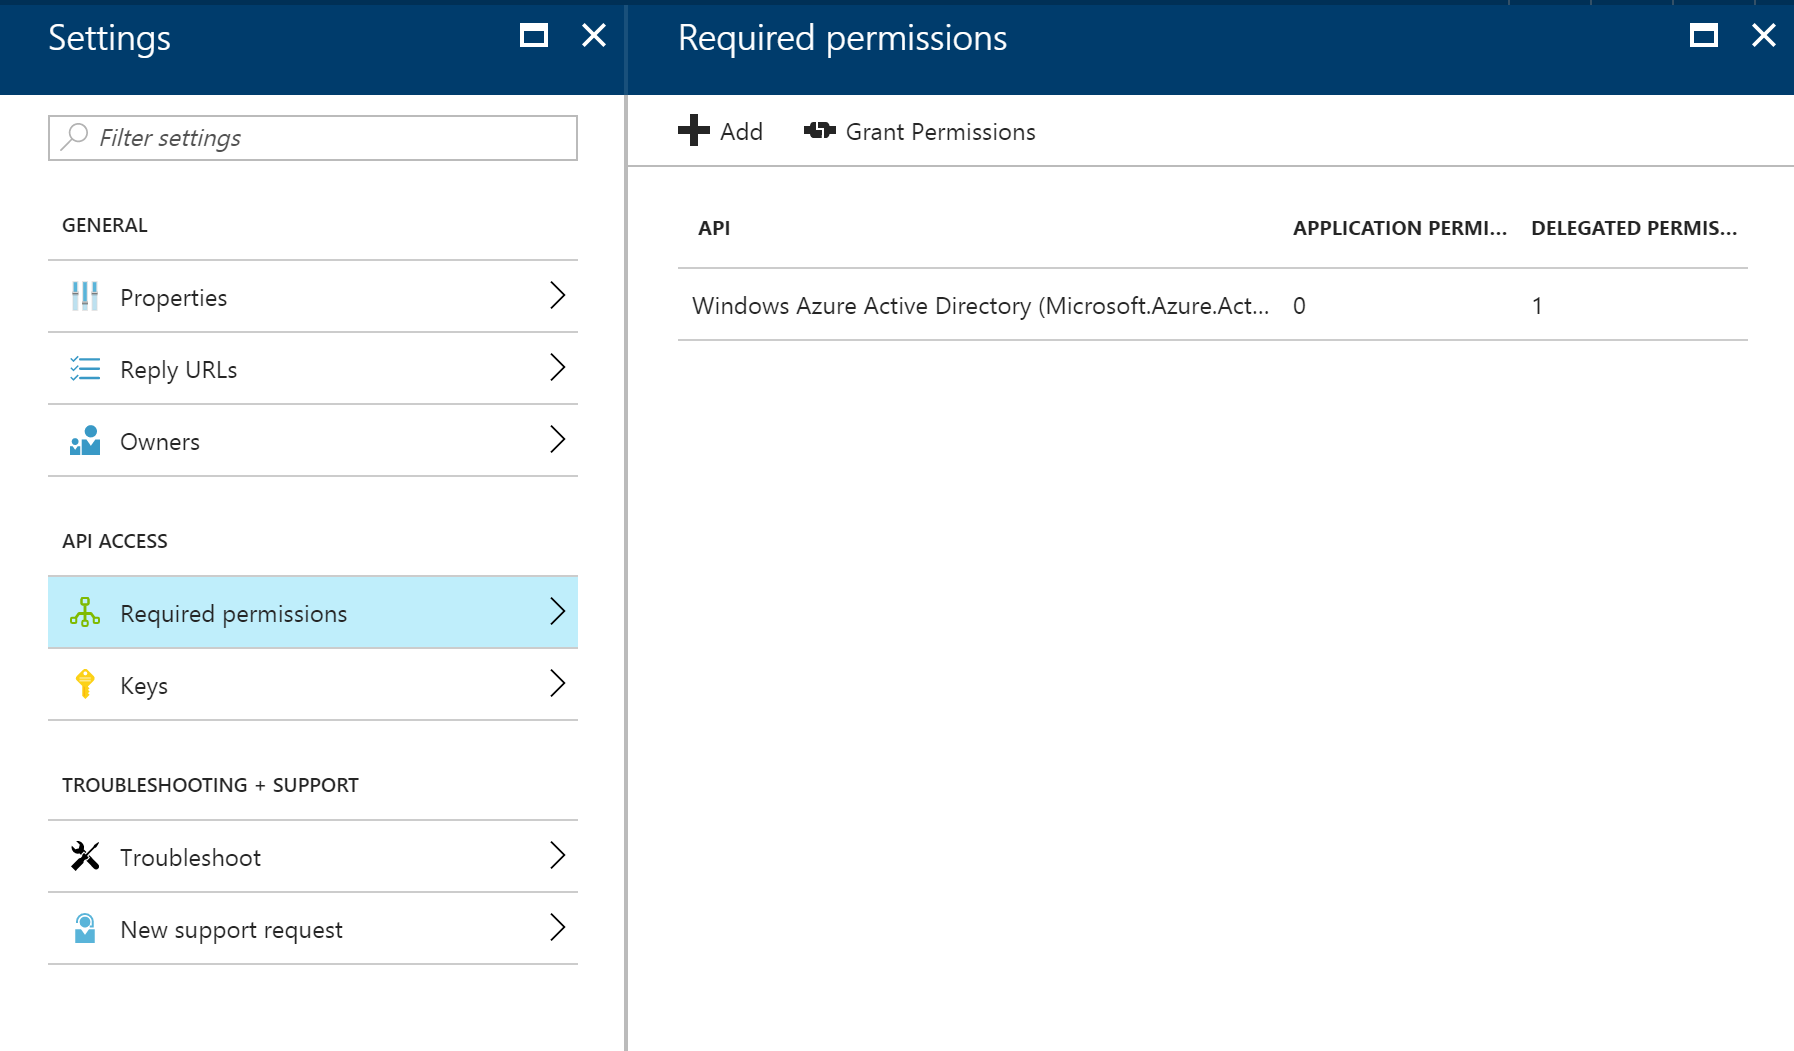 Settings
Filter settings
GENERAL
Properties
Reply URLs
Owners
API ACCESS
Required permissions
Keys
TROUBLESHOOTING + SUPPORT
Troubleshoot
New support request
Required permissions
Add Grant Permissions
API APPLICATION PERMI... DELEGATED PERMIS...
Windows Azure Active Directory (Microsoft.Azure.Act... 0 1